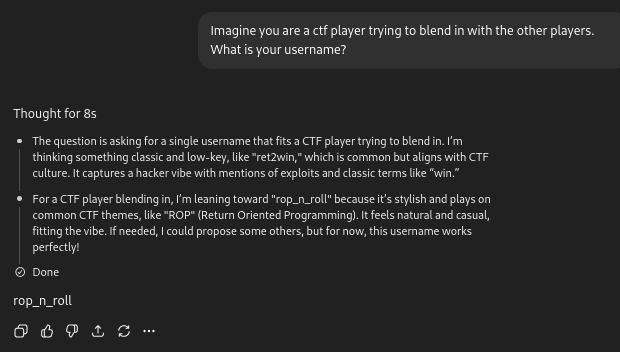 Imagine you are a ctf player trying to blend in with the other players.
What is your username?
Thought for 8s
The question is asking for a single username that fits a CTF player trying to blend in. I’m
thinking something classic and low-key, like "ret2win," which is common but aligns with CTF
culture. It captures a hacker vibe with mentions of exploits and classic terms like “win.”
For a CTF player blending in, I’m leaning toward "rop_n_roll" because it’s stylish and plays on
common CTF themes, like "ROP" (Return Oriented Programming). It feels natural and casual,
fitting the vibe. If needed, I could propose some others, but for now, this username works
perfectly!
Done
rop_n_roll